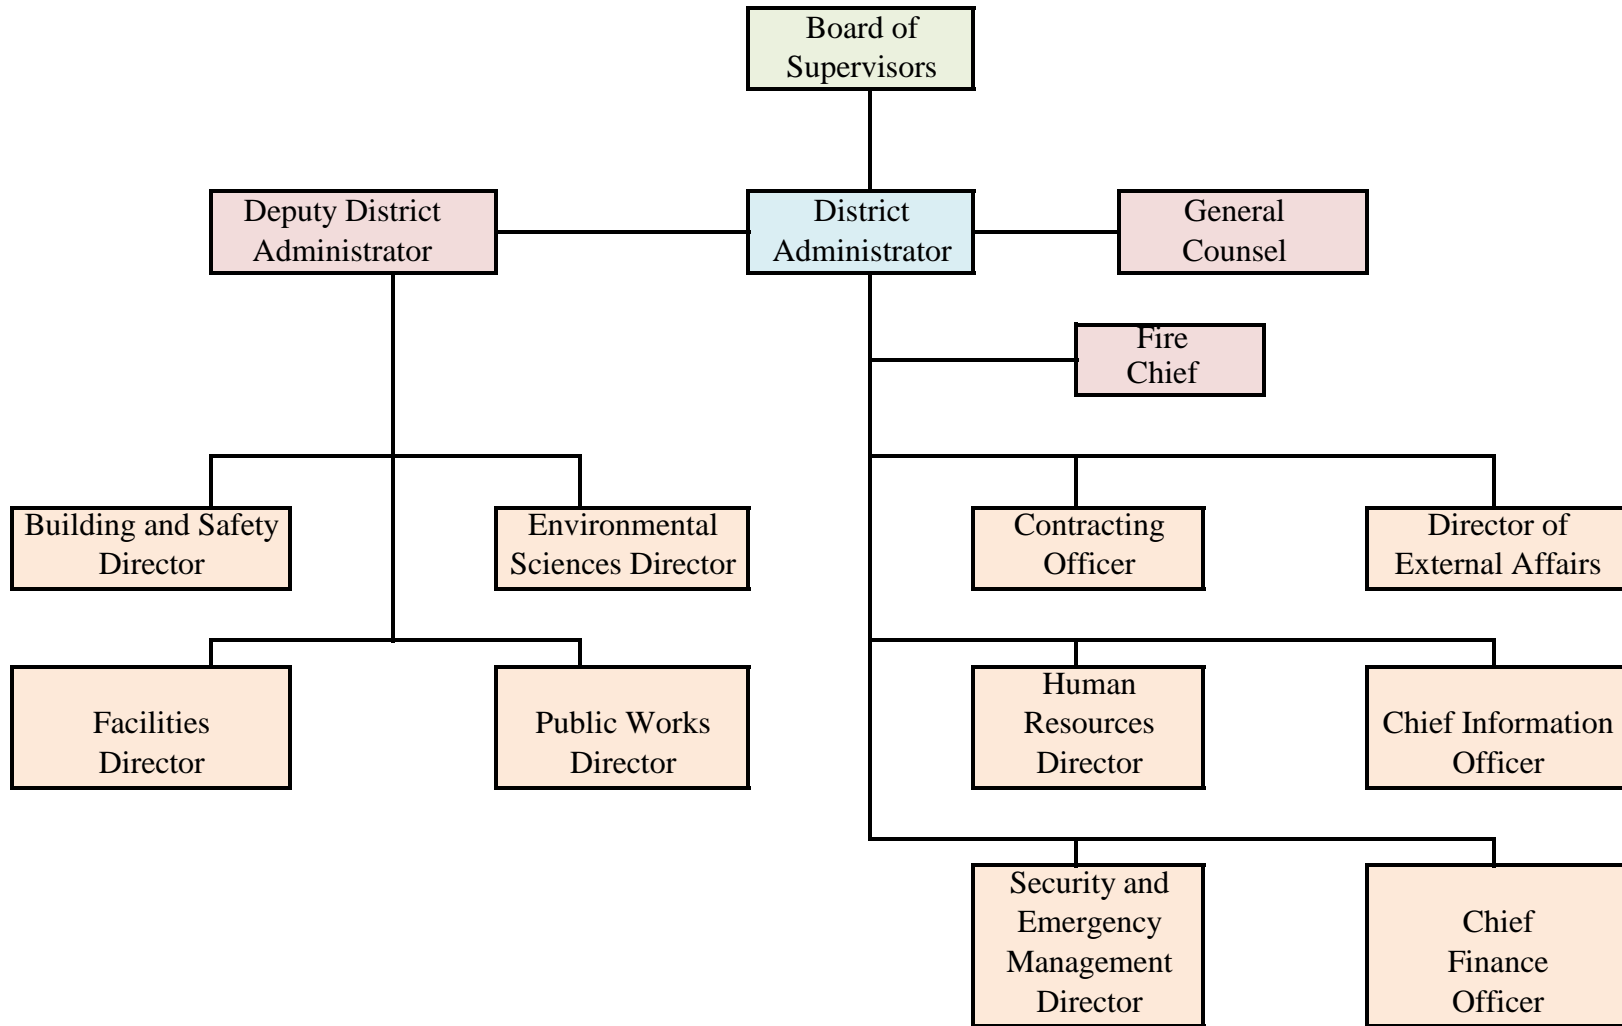 Board of
Supervisors
Deputy District
Administrator
District
Administrator
General
Counsel
Fire
Chief
Building and Safety
Director
Environmental
Sciences Director
Contracting
Officer
Director of
External Affairs
Facilities
Director
Public Works
Director
Human
Resources
Director
Chief Information
Officer
Security and
Emergency
Management
Director
Chief
Finance
Officer